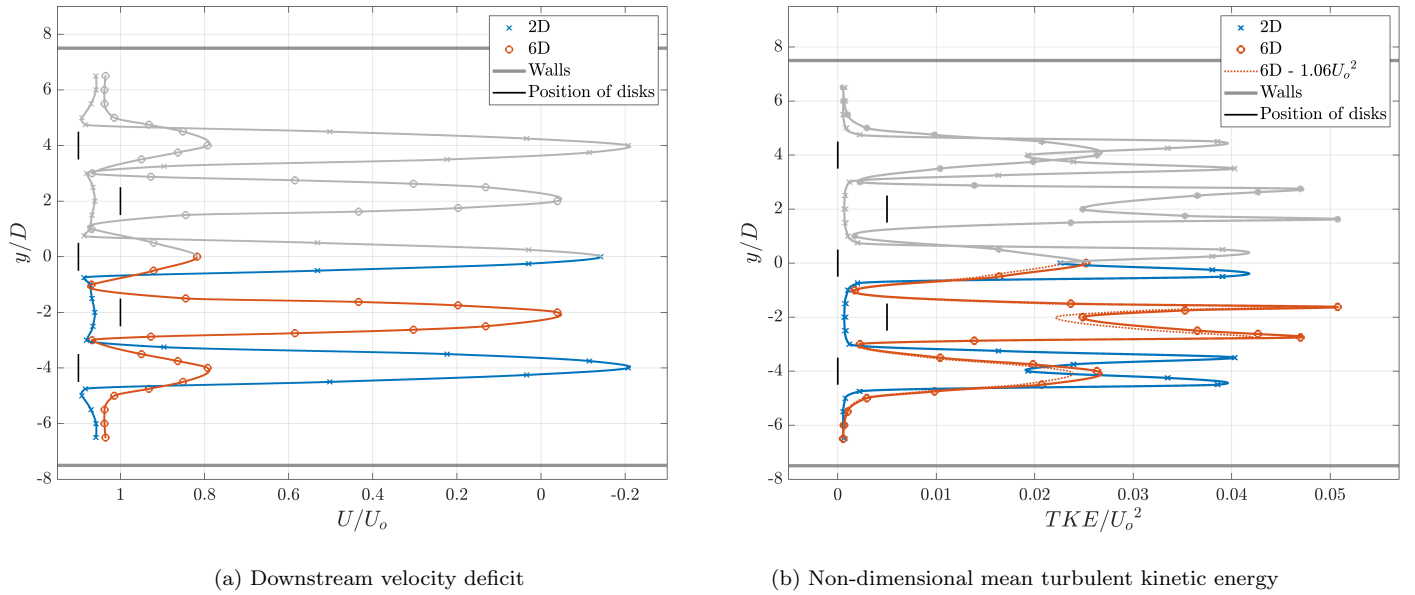 2D
6D
Walls
Position of disks
8
6
4
2
0
-2
-4
-6
-8
y/D
1
0.8
0.6
0.4
0.2
0
-0.2
U/Uₒ
(a) Downstream velocity deficit
2D
6D
6D - 1.06Uₒ²
Walls
Position of disks
8
6
4
2
0
-2
-4
-6
-8
y/D
0
0.01
0.02
0.03
0.04
0.05
TKE/Uₒ²
(b) Non-dimensional mean turbulent kinetic energy